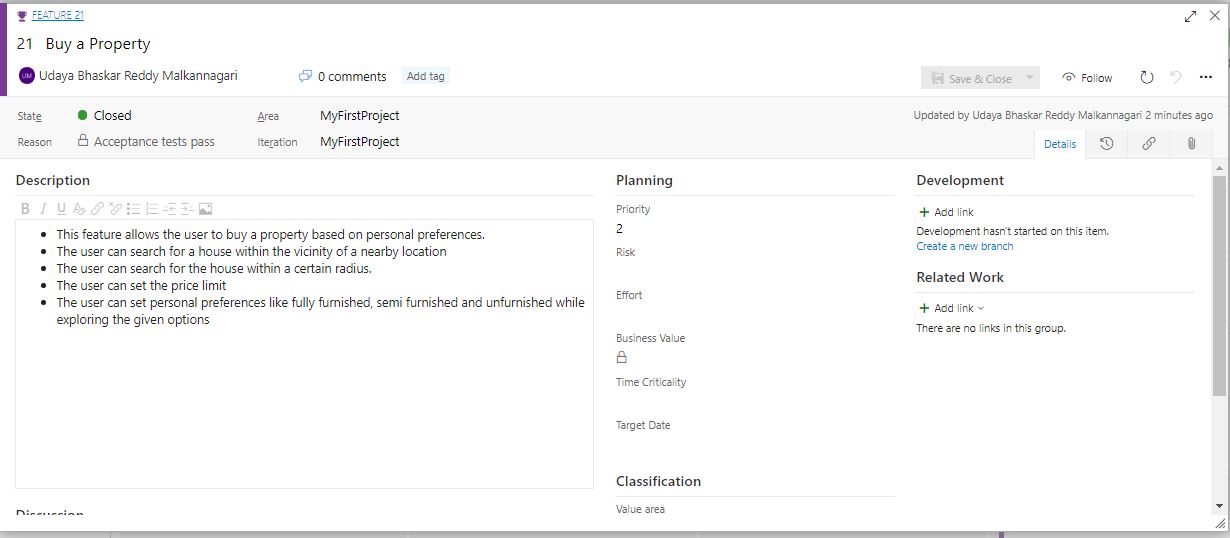 FEATURE 21
21 Buy a Property
UM Udaya Bhaskar Reddy Malkannagari 0 comments Add tag Save & Close Follow
State Closed Area MyFirstProject Updated by Udaya Bhaskar Reddy Malkannagari 2 minutes ago
Reason Acceptance tests pass Iteration MyFirstProject Details
Description
B I U
This feature allows the user to buy a property based on personal preferences.
The user can search for a house within the vicinity of a nearby location
The user can search for the house within a certain radius.
The user can set the price limit
The user can set personal preferences like fully furnished, semi furnished and unfurnished while
exploring the given options
Discussion
Planning
Priority
2
Risk
Effort
Business Value
Time Criticality
Target Date
Classification
Value area
Development
+ Add link
Development hasn't started on this item.
Create a new branch
Related Work
+ Add link
There are no links in this group.